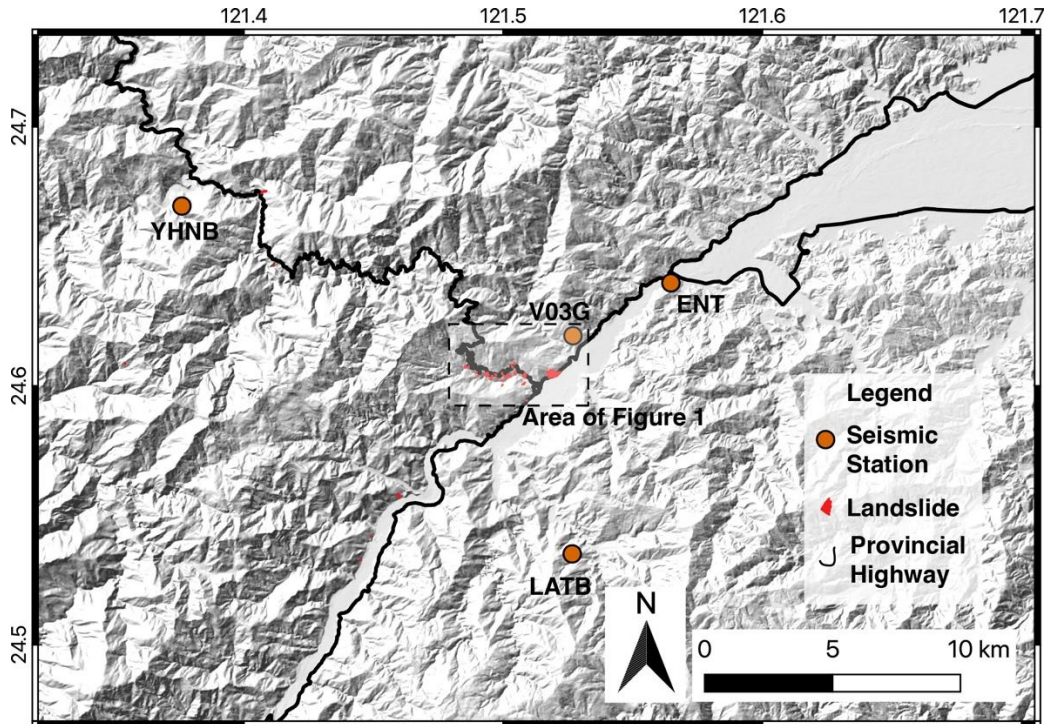 121.4 121.5 121.6 121.7
24.7
YHNB
V03G
ENT
24.6
Area of Figure 1
Legend
Seismic
Station
Landslide
Provincial
Highway
LATB
N
24.5
0 5 10 km